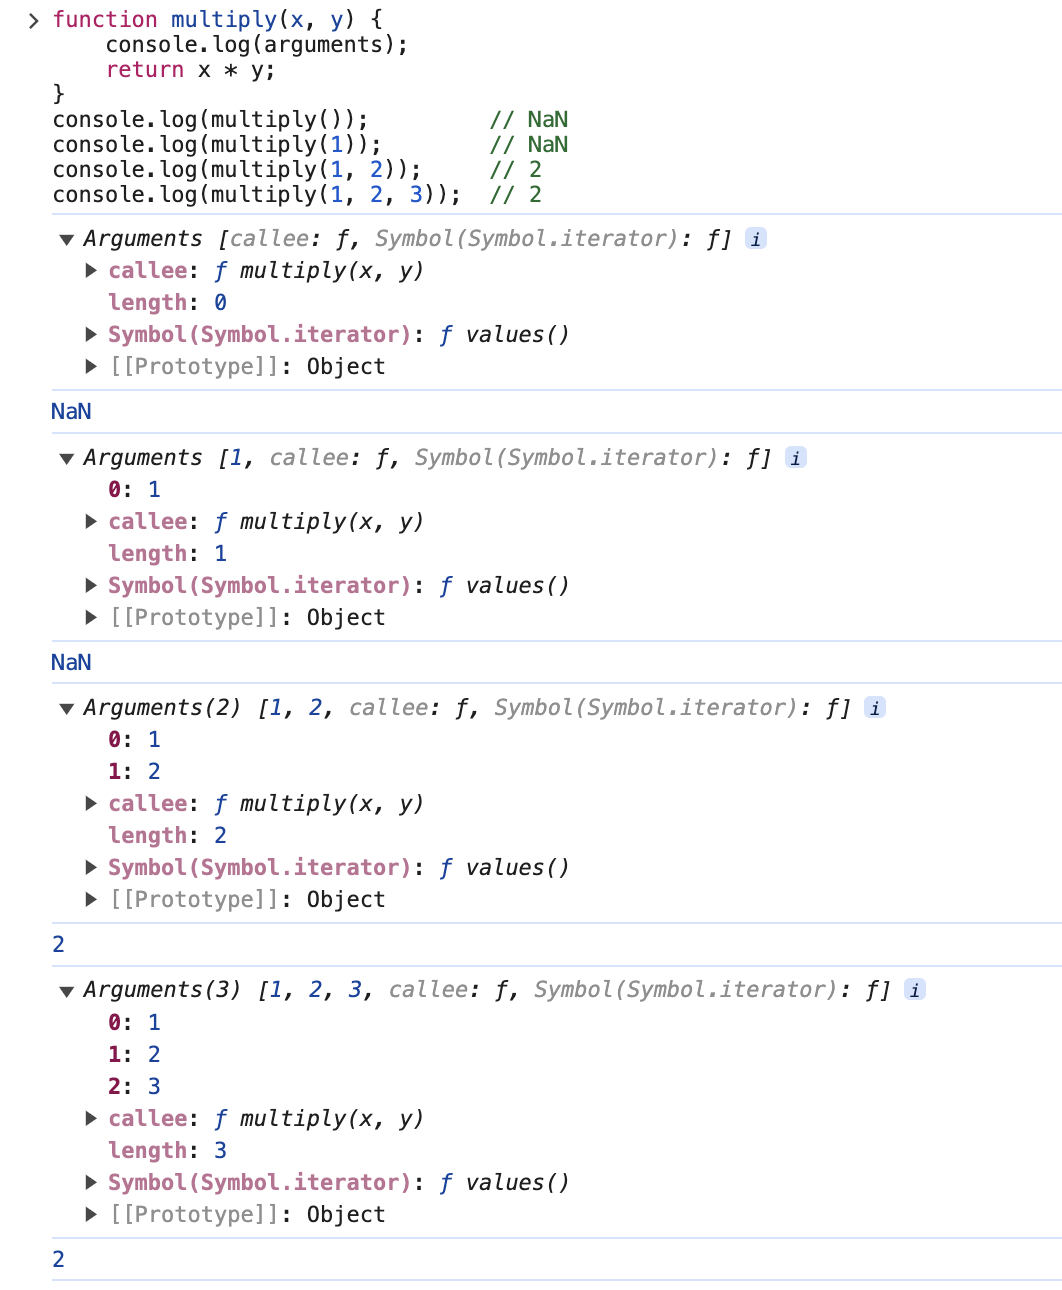 > function multiply(x, y) {
    console.log(arguments);
    return x * y;
}
console.log(multiply());         // NaN
console.log(multiply(1));        // NaN
console.log(multiply(1, 2));     // 2
console.log(multiply(1, 2, 3));  // 2
▼ Arguments [callee: ƒ, Symbol(Symbol.iterator): ƒ] i
▶ callee: ƒ multiply(x, y)
length: 0
▶ Symbol(Symbol.iterator): ƒ values()
▶ [[Prototype]]: Object
NaN
▼ Arguments [1, callee: ƒ, Symbol(Symbol.iterator): ƒ] i
0: 1
▶ callee: ƒ multiply(x, y)
length: 1
▶ Symbol(Symbol.iterator): ƒ values()
▶ [[Prototype]]: Object
NaN
▼ Arguments(2) [1, 2, callee: ƒ, Symbol(Symbol.iterator): ƒ] i
0: 1
1: 2
▶ callee: ƒ multiply(x, y)
length: 2
▶ Symbol(Symbol.iterator): ƒ values()
▶ [[Prototype]]: Object
2
▼ Arguments(3) [1, 2, 3, callee: ƒ, Symbol(Symbol.iterator): ƒ] i
0: 1
1: 2
2: 3
▶ callee: ƒ multiply(x, y)
length: 3
▶ Symbol(Symbol.iterator): ƒ values()
▶ [[Prototype]]: Object
2